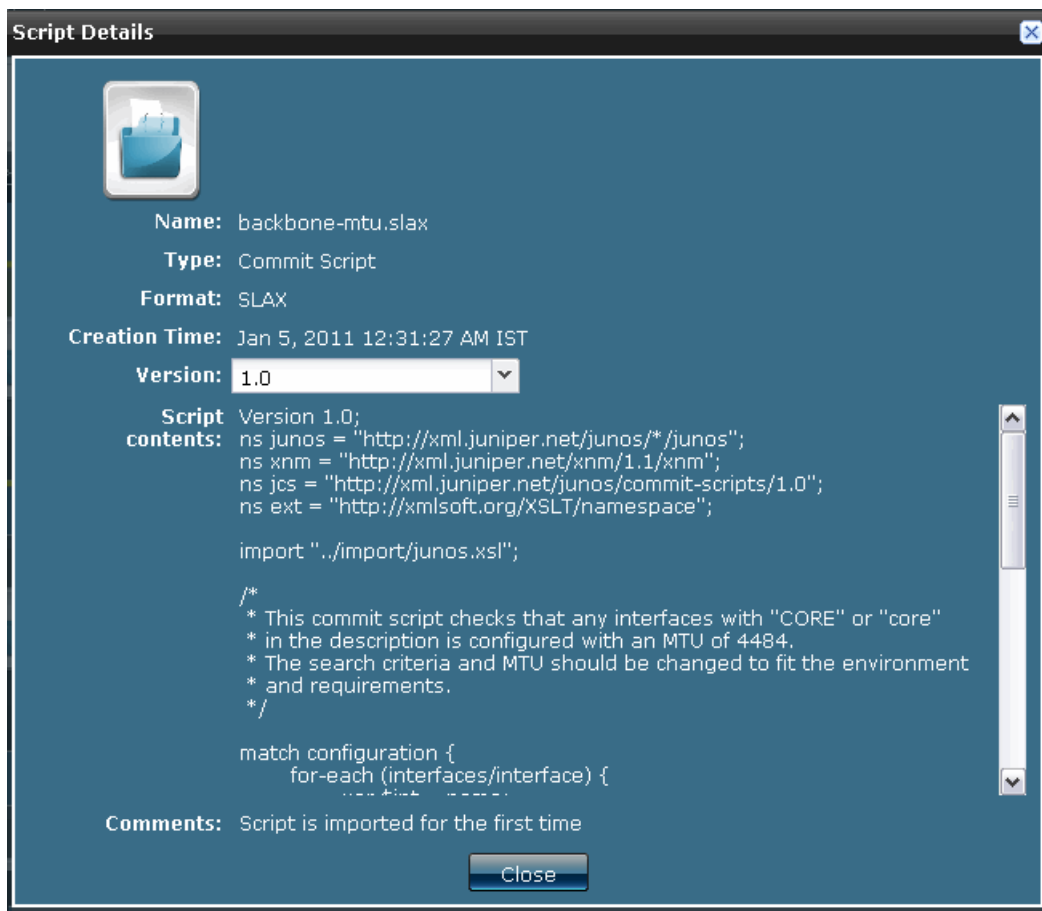 Script Details
Name: backbone-mtu.slax
Type: Commit Script
Format: SLAX
Creation Time: Jan 5, 2011 12:31:27 AM IST
Version: 1.0
Script contents: Version 1.0;
ns junos = "http://xml.juniper.net/junos/*/junos";
ns xnm = "http://xml.juniper.net/xnm/1.1/xnm";
ns jcs = "http://xml.juniper.net/junos/commit-scripts/1.0";
ns ext = "http://xmlsoft.org/XSLT/namespace";
import "../import/junos.xsl";
/*
* This commit script checks that any interfaces with "CORE" or "core"
* in the description is configured with an MTU of 4484.
* The search criteria and MTU should be changed to fit the environment
* and requirements.
*/
match configuration {
for-each (interfaces/interface) {
Comments: Script is imported for the first time
Close